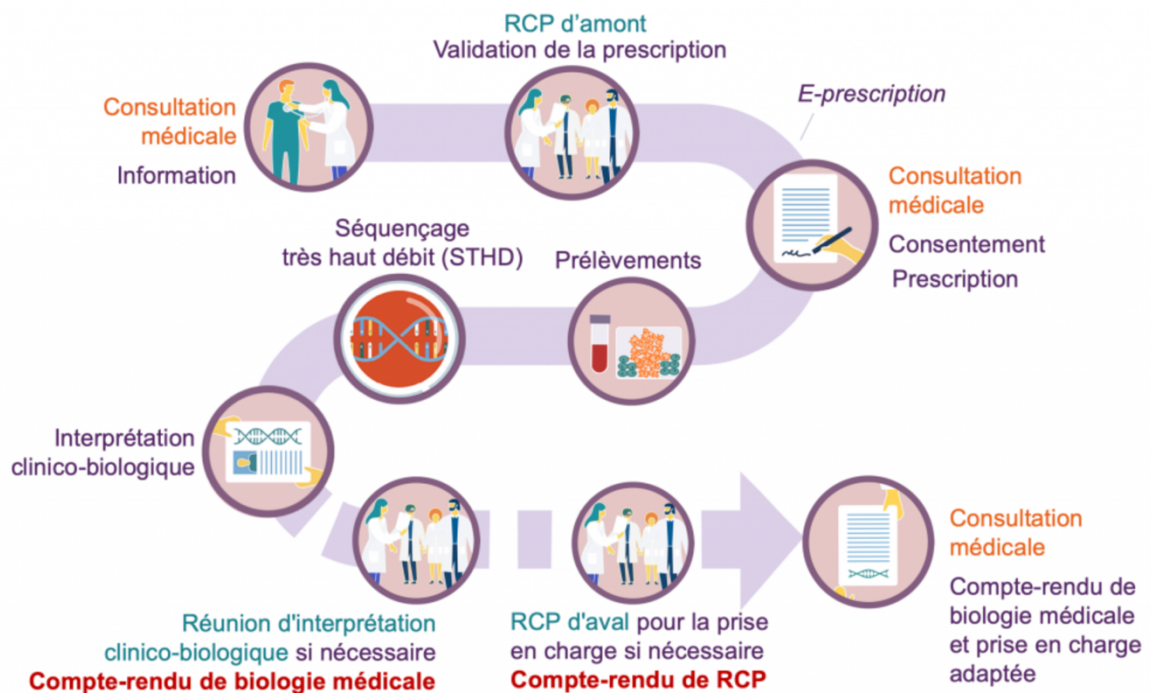 RCP d'amont
Validation de la prescription
Consultation
médicale
Information
E-prescription
Consultation
médicale
Consentement
Prescription
Prélèvements
Séquençage
très haut débit (STHD)
Interprétation
clinico-biologique
Réunion d'interprétation
clinico-biologique si nécessaire
Compte-rendu de biologie médicale
RCP d'aval pour la prise
en charge si nécessaire
Compte-rendu de RCP
Consultation
médicale
Compte-rendu de
biologie médicale
et prise en charge
adaptée